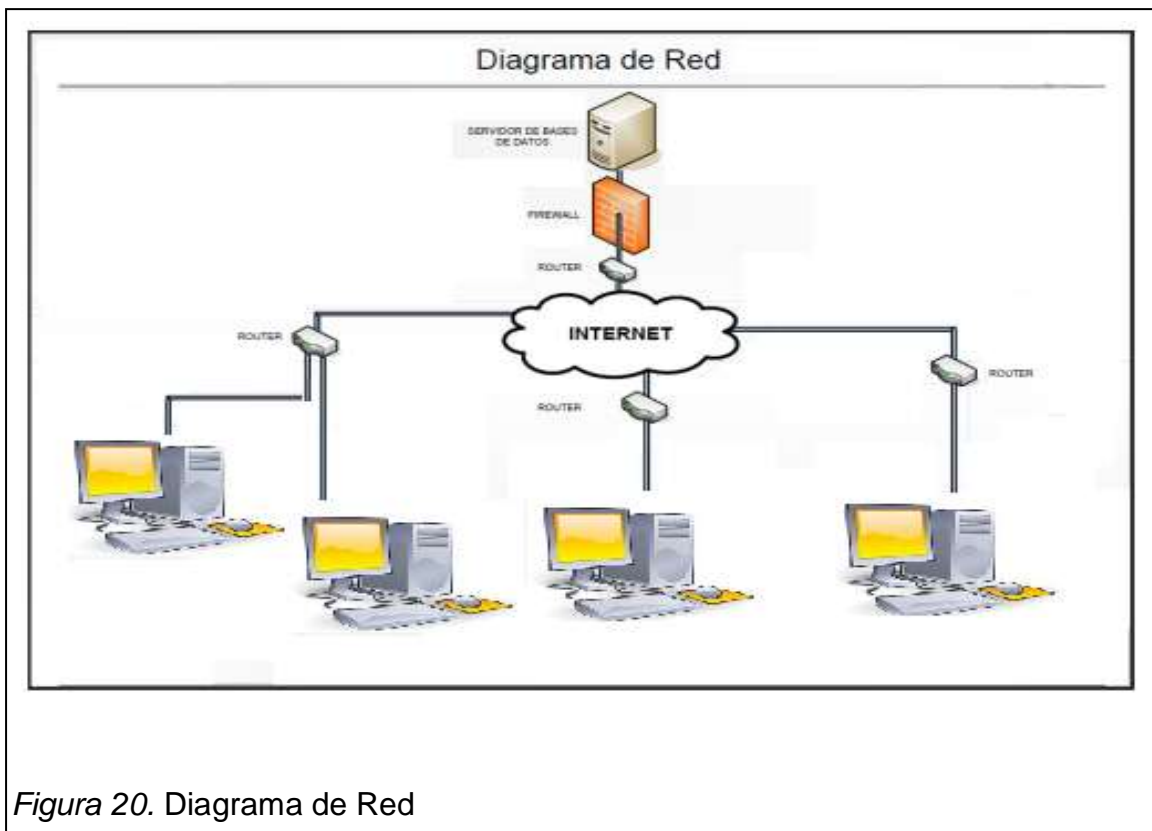 Diagrama de Red
SERVIDOR DE BASES
DE DATOS
FIREWALL
ROUTER
INTERNET
ROUTER
ROUTER
ROUTER
Figura 20. Diagrama de Red